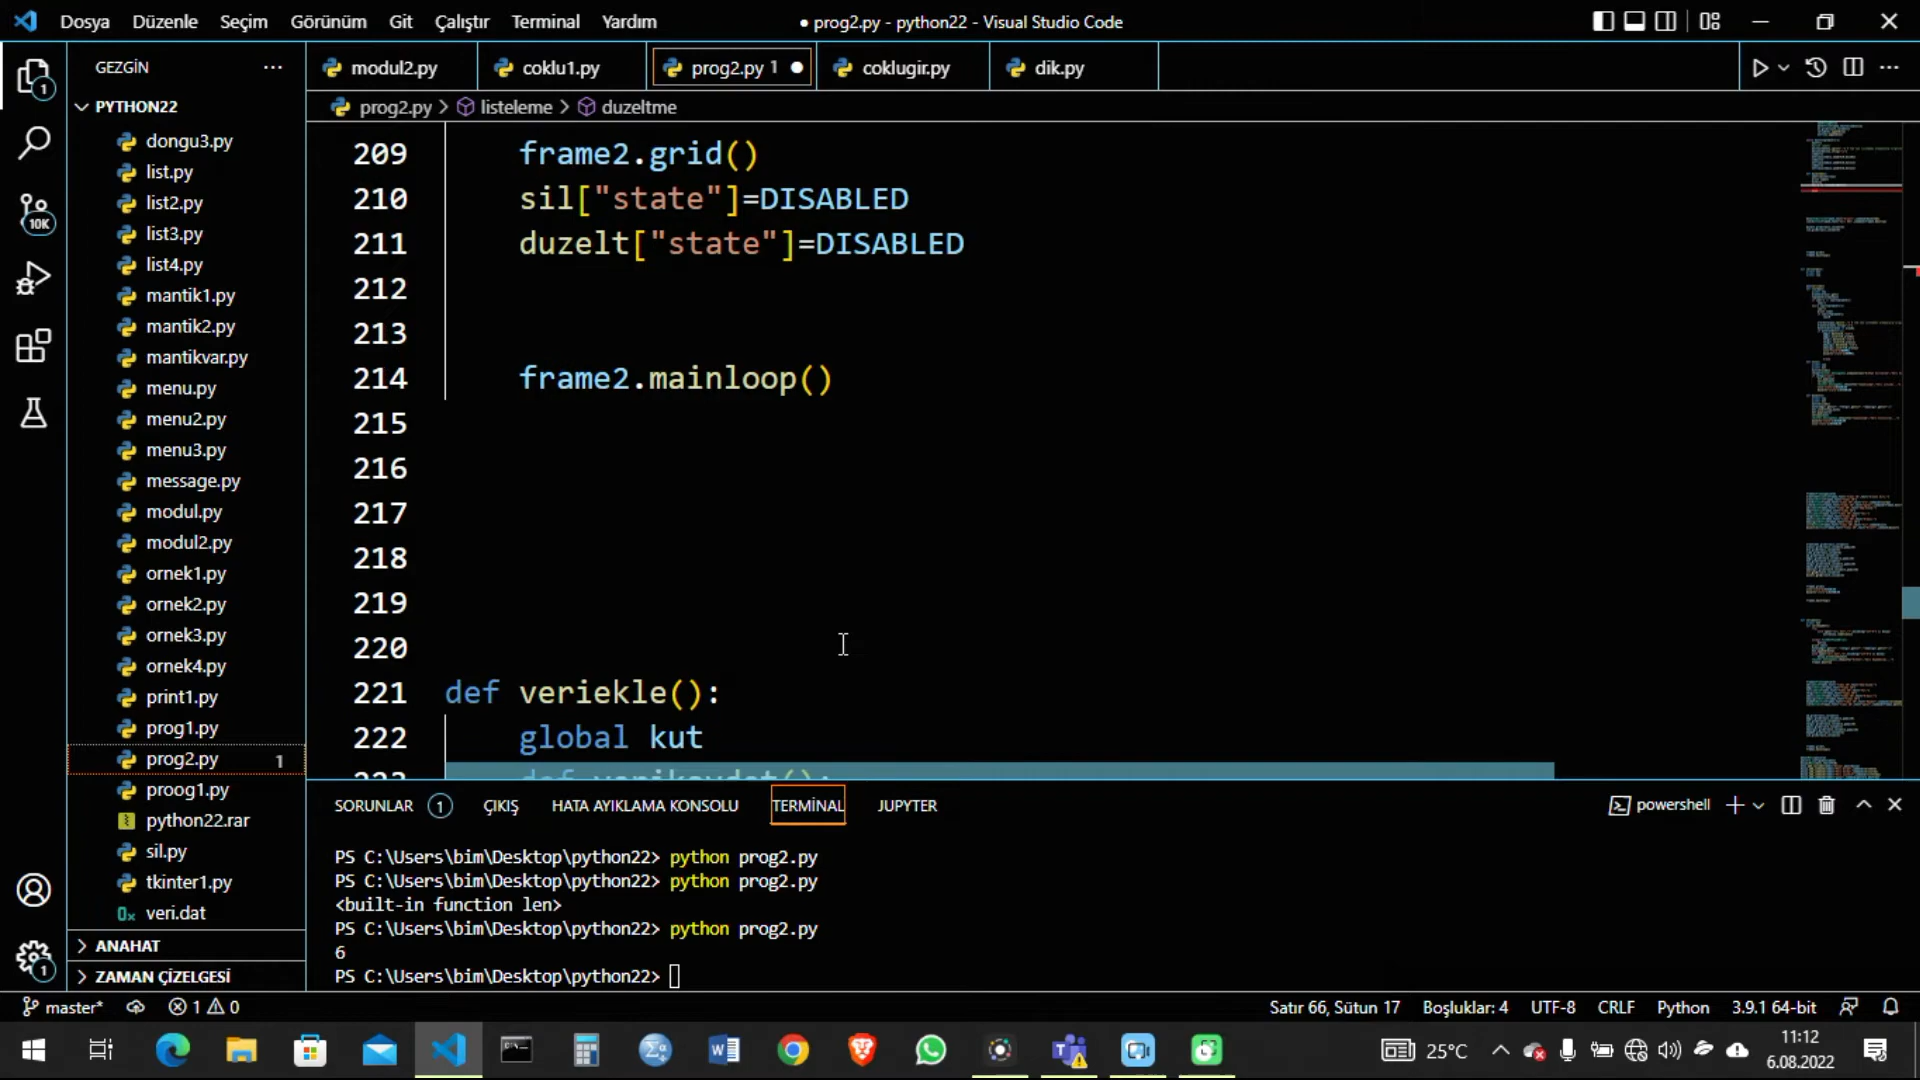 Dosya Düzenle Seçim Görünüm Git Çalıştır Terminal Yardım
● prog2.py - python22 - Visual Studio Code
GEZGİN ···
modul2.py coklu1.py prog2.py 1 ● coklugir.py dik.py
PYTHON22
prog2.py > listeleme > duzeltme
dongu3.py
list.py
list2.py
list3.py
list4.py
mantik1.py
mantik2.py
mantikvar.py
menu.py
menu2.py
menu3.py
message.py
modul.py
modul2.py
ornek1.py
ornek2.py
ornek3.py
ornek4.py
print1.py
prog1.py
prog2.py 1
proog1.py
python22.rar
sil.py
tkinter1.py
veri.dat
ANAHAT
ZAMAN ÇİZELGESİ
1
10K
1
209 frame2.grid()
210 sil["state"]=DISABLED
211 duzelt["state"]=DISABLED
212
213
214 frame2.mainloop()
215
216
217
218
219
220
221 def veriekle():
222 global kut
SORUNLAR 1 ÇIKIŞ HATA AYIKLAMA KONSOLU TERMİNAL JUPYTER
powershell
PS C:\Users\bim\Desktop\python22> python prog2.py
PS C:\Users\bim\Desktop\python22> python prog2.py
<built-in function len>
PS C:\Users\bim\Desktop\python22> python prog2.py
6
PS C:\Users\bim\Desktop\python22>
master* 1 0
Satır 66, Sütun 17 Boşluklar: 4 UTF-8 CRLF Python 3.9.1 64-bit
25°C
11:12
6.08.2022